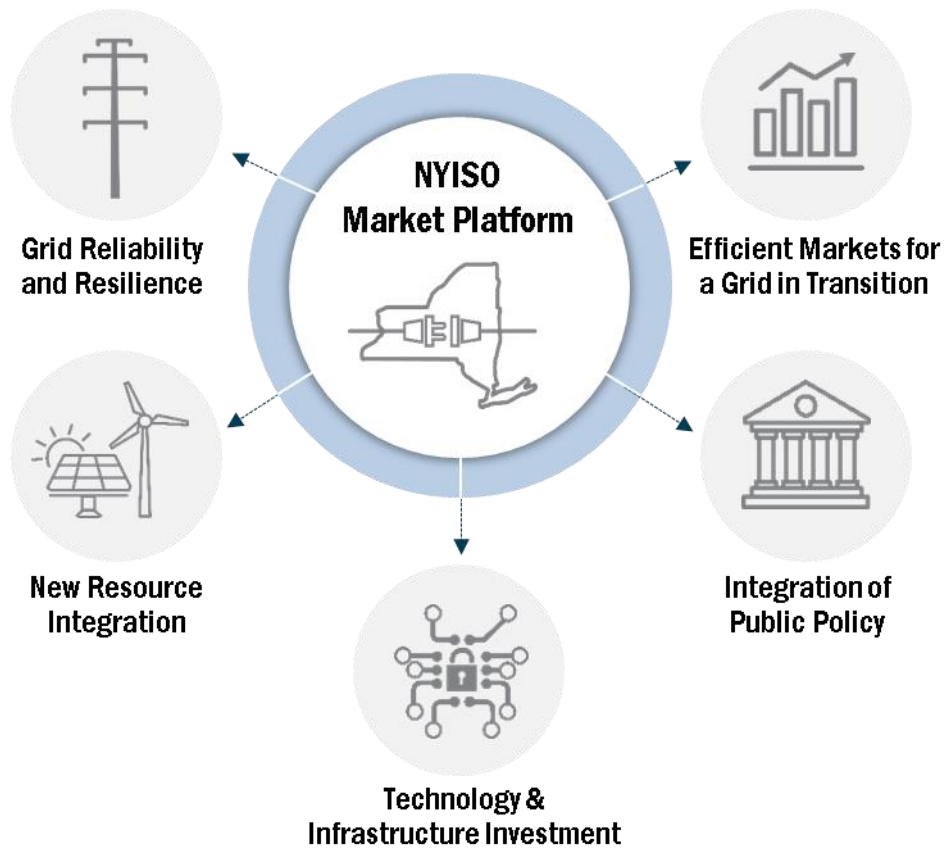 NYISO
Market Platform
Grid Reliability
and Resilience
Efficient Markets for
a Grid in Transition
New Resource
Integration
Integration of
Public Policy
Technology &
Infrastructure Investment